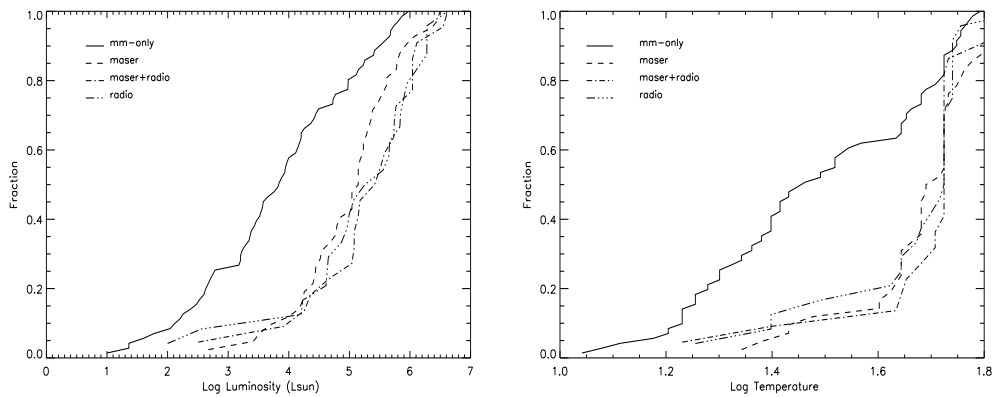 1.0
0.8
0.6
0.4
0.2
0.0
Fraction
mm-only
maser
maser+radio
radio
0 1 2 3 4 5 6 7
Log Luminosity (Lsun)
1.0
0.8
0.6
0.4
0.2
0.0
Fraction
mm-only
maser
maser+radio
radio
1.0 1.2 1.4 1.6 1.8
Log Temperature